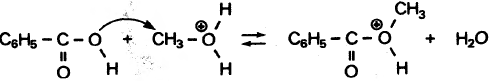 C₆H₅ – C – O + CH₃ – O⊕ – H ⇌ C₆H₅ – C – O⊕ – CH₃ + H₂O
O H H O H